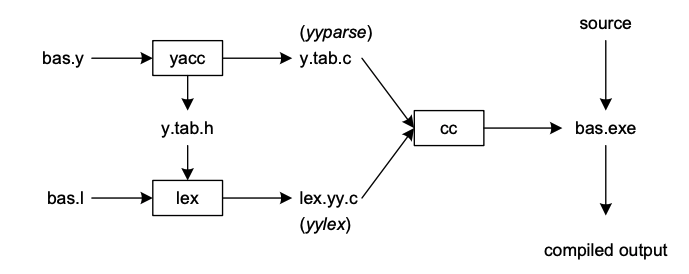 source
(yyparse)
bas.y
yacc
y.tab.c
y.tab.h
cc
bas.exe
bas.l
lex
lex.yy.c
(yylex)
compiled output